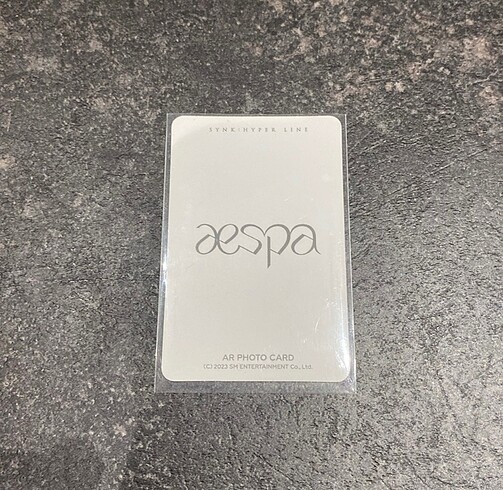 SYNK : HYPER LINE
aespa
AR PHOTO CARD
(C) 2023 SM ENTERTAINMENT Co., Ltd.